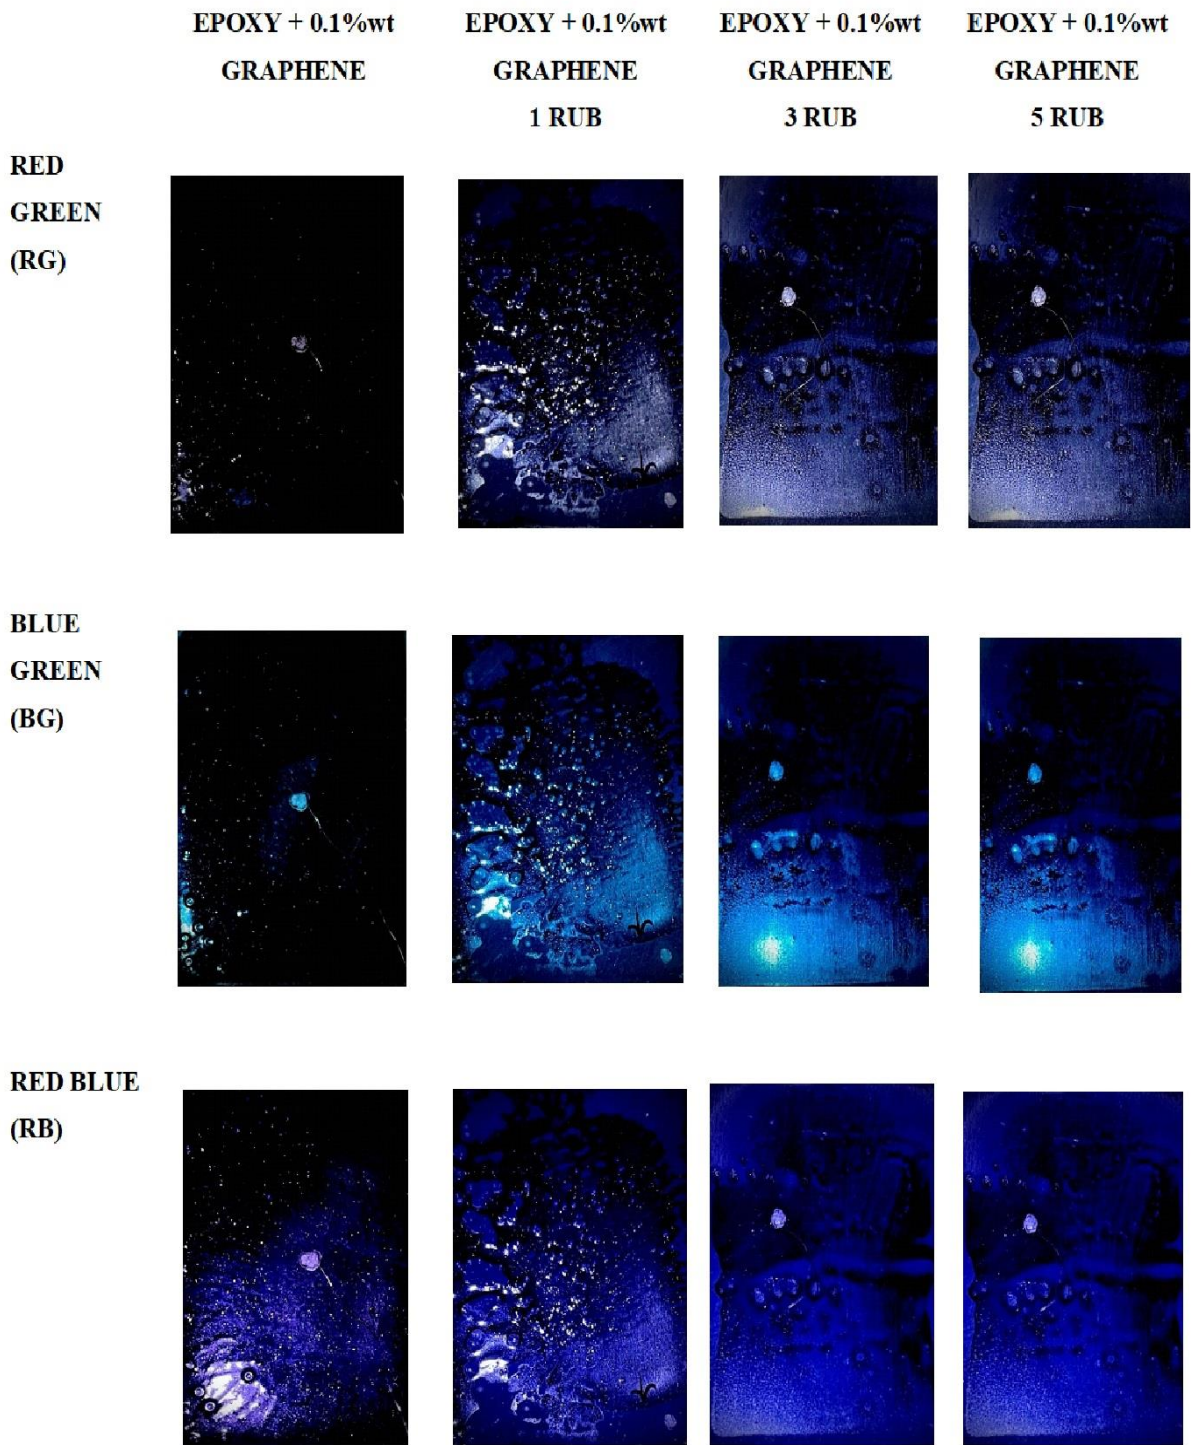 EPOXY + 0.1%wt
GRAPHENE
EPOXY + 0.1%wt
GRAPHENE
1 RUB
EPOXY + 0.1%wt
GRAPHENE
3 RUB
EPOXY + 0.1%wt
GRAPHENE
5 RUB
RED
GREEN
(RG)
BLUE
GREEN
(BG)
RED BLUE
(RB)